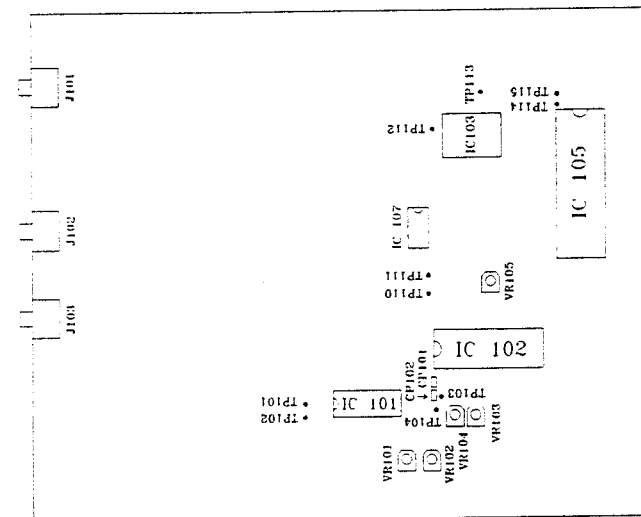 J101
TP113
TP115
TP114
TP112
IC103
IC 105
J102
IC 107
TP111
TP110
VR105
J103
IC 102
CP102
CP101
TP103
TP101
TP102
IC 101
TP104
VR103
VR104
VR101
VR102